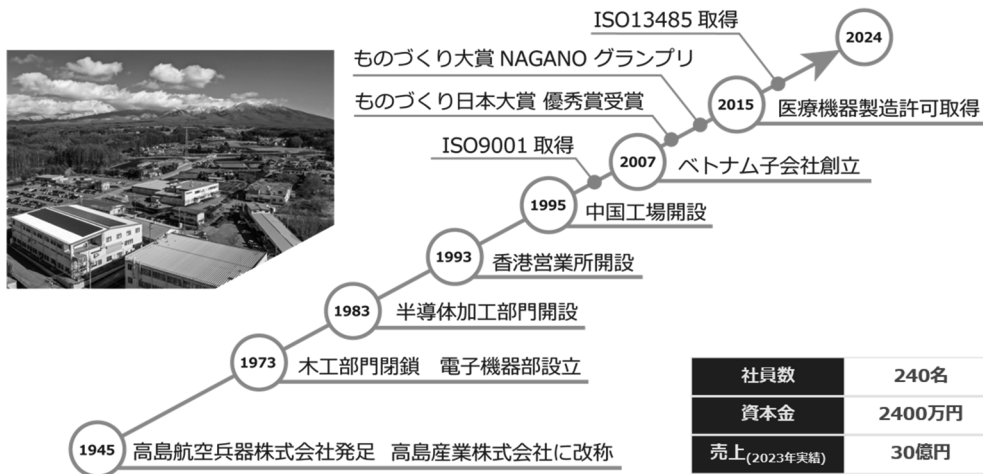 ISO13485 取得
2024
ものづくり大賞 NAGANO グランプリ
ものづくり日本大賞 優秀賞受賞
2015
医療機器製造許可取得
ISO9001 取得
2007
ベトナム子会社創立
1995
中国工場開設
1993
香港営業所開設
1983
半導体加工部門開設
1973
木工部門閉鎖 電子機器部設立
1945
高島航空兵器株式会社発足 高島産業株式会社に改称
社員数 240名
資本金 2400万円
売上(2023年実績) 30億円